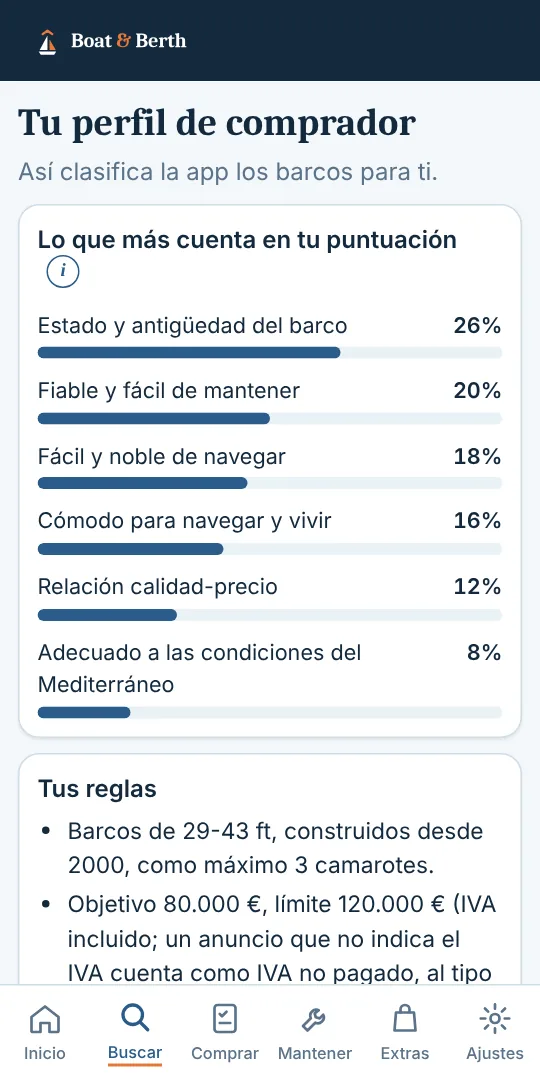 Boat & Berth
Tu perfil de comprador
Así clasifica la app los barcos para ti.
Lo que más cuenta en tu puntuación
i
Estado y antigüedad del barco 26%
Fiable y fácil de mantener 20%
Fácil y noble de navegar 18%
Cómodo para navegar y vivir 16%
Relación calidad-precio 12%
Adecuado a las condiciones del 8%
Mediterráneo
Tus reglas
• Barcos de 29-43 ft, construidos desde
2000, como máximo 3 camarotes.
• Objetivo 80.000 €, límite 120.000 € (IVA
incluido; un anuncio que no indica el
IVA cuenta como IVA no pagado, al tipo
Inicio Buscar Comprar Mantener Extras Ajustes